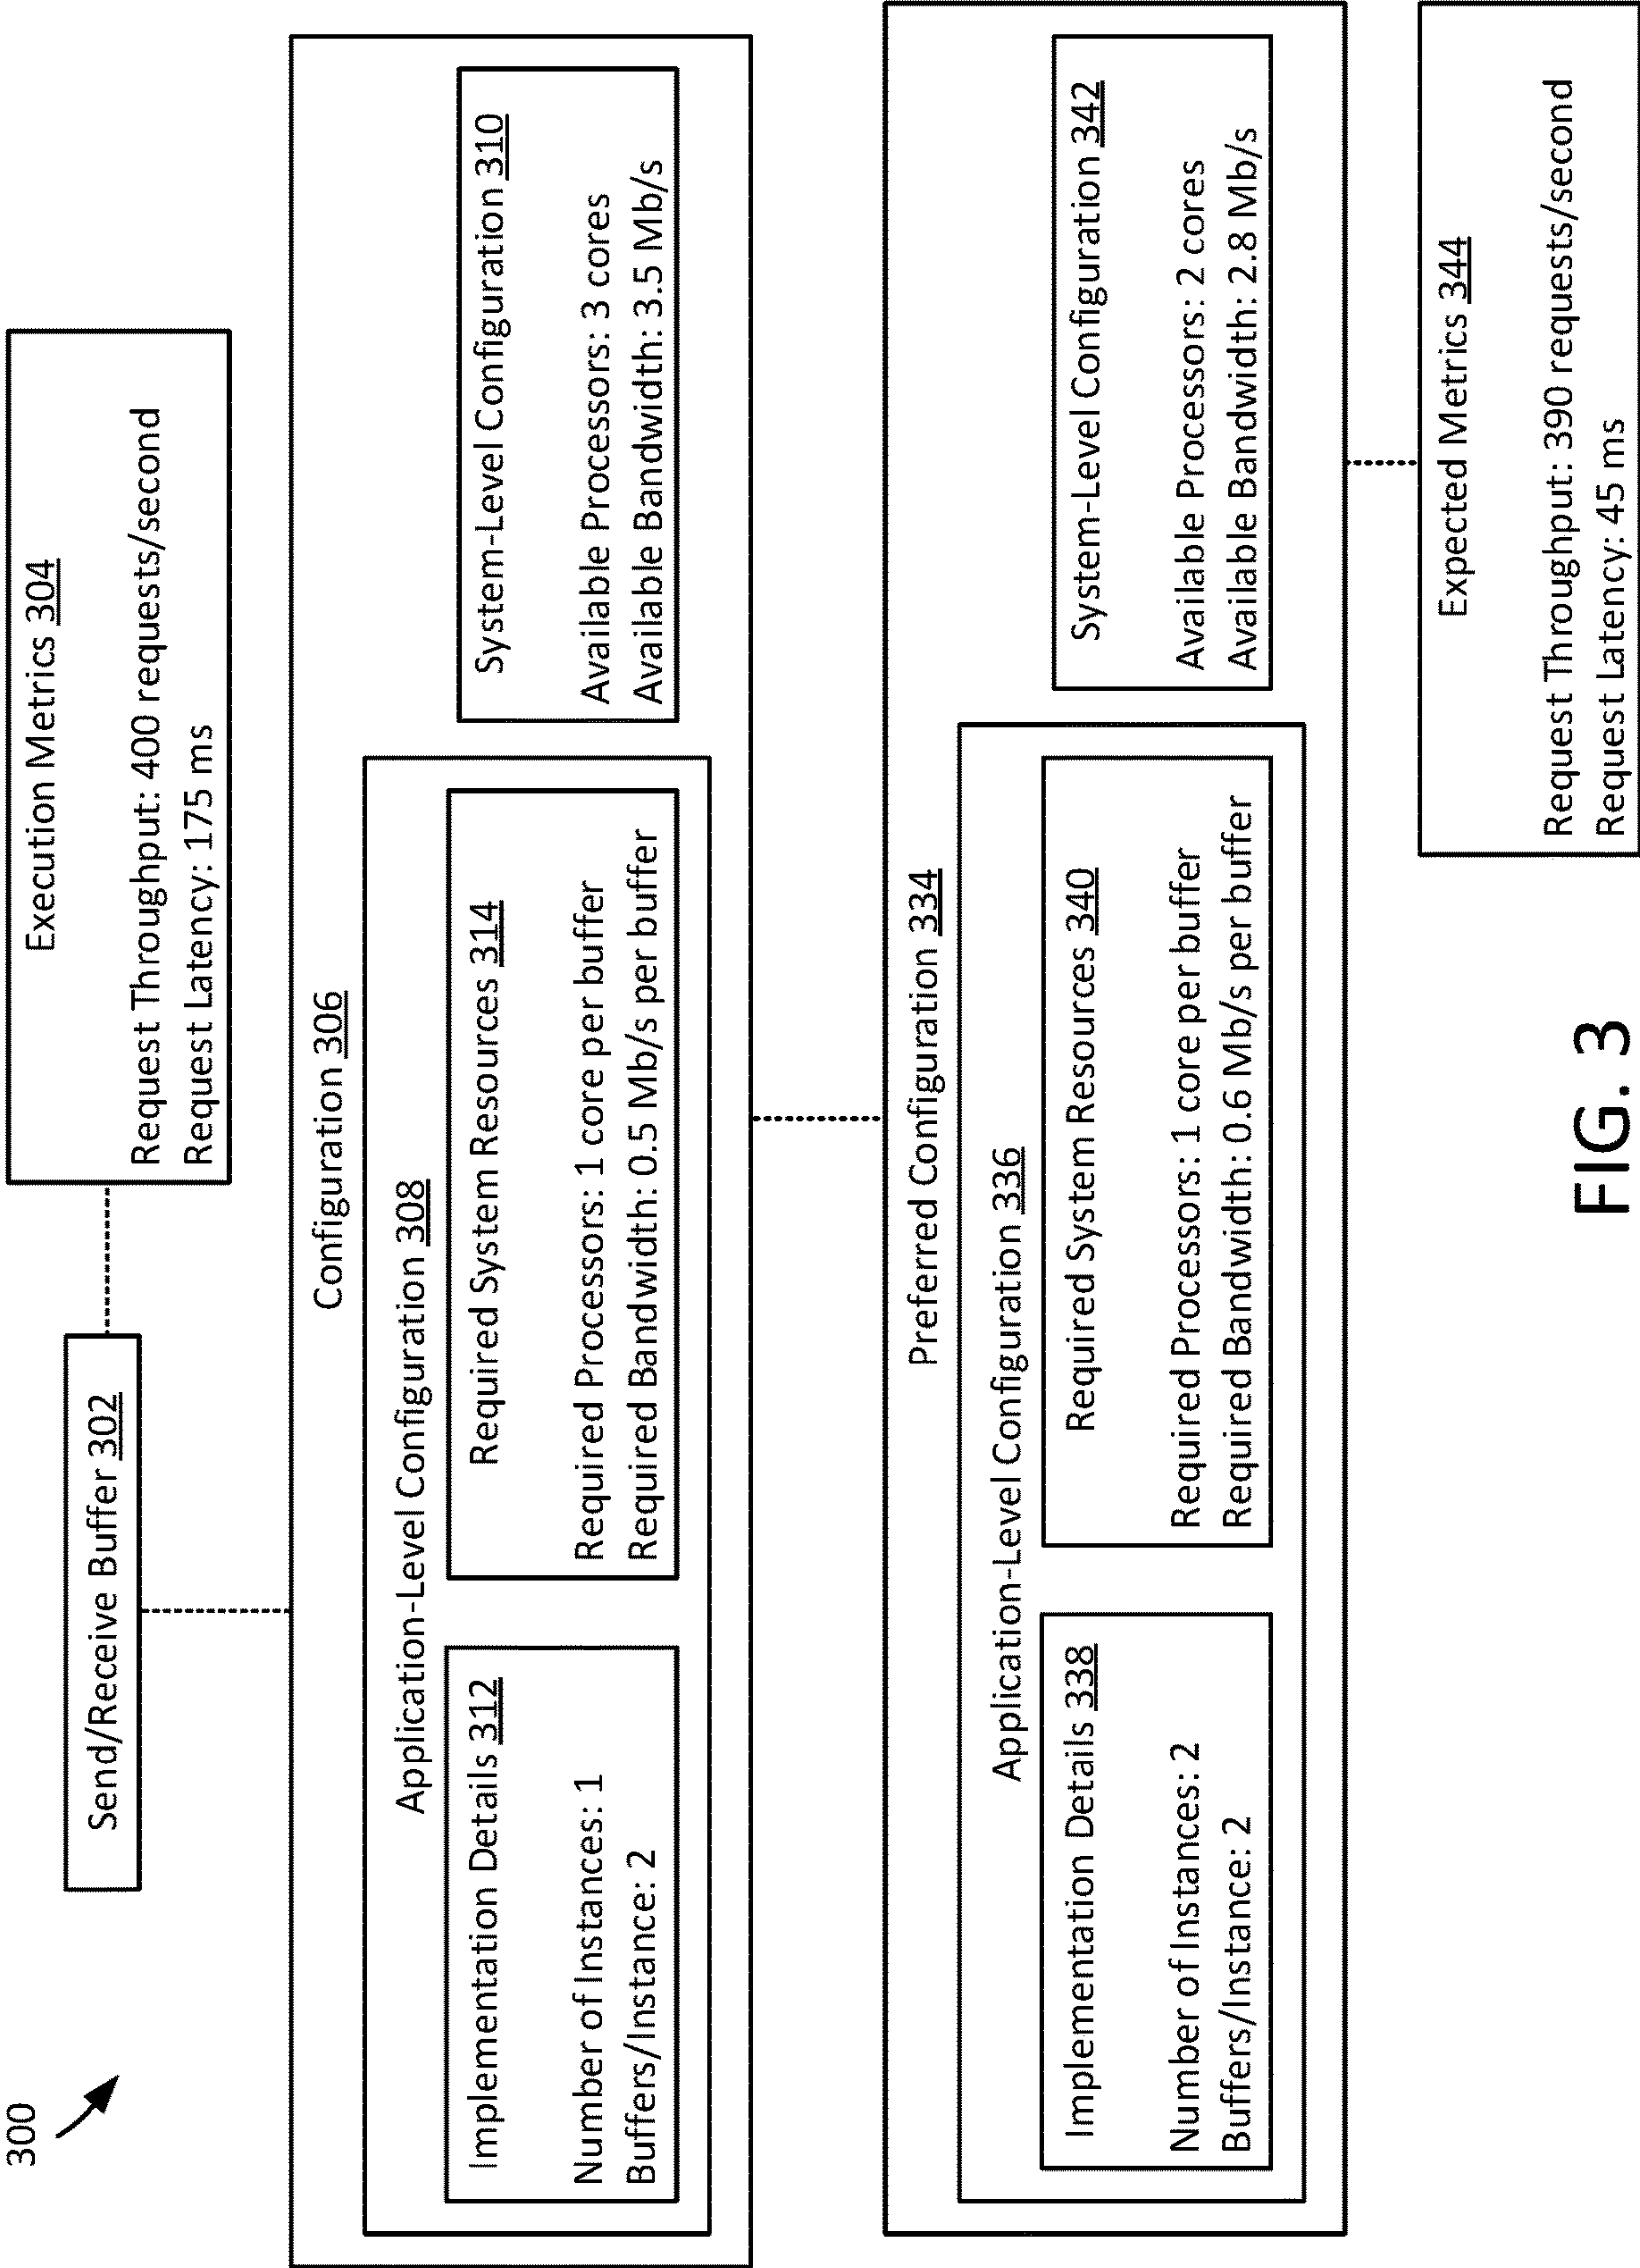 300
Send/Receive Buffer 302
Execution Metrics 304
Request Throughput: 400 requests/second
Request Latency: 175 ms
Configuration 306
Application-Level Configuration 308
Implementation Details 312
Number of Instances: 1
Buffers/Instance: 2
Required System Resources 314
Required Processors: 1 core per buffer
Required Bandwidth: 0.5 Mb/s per buffer
System-Level Configuration 310
Available Processors: 3 cores
Available Bandwidth: 3.5 Mb/s
Preferred Configuration 334
Application-Level Configuration 336
Implementation Details 338
Number of Instances: 2
Buffers/Instance: 2
Required System Resources 340
Required Processors: 1 core per buffer
Required Bandwidth: 0.6 Mb/s per buffer
System-Level Configuration 342
Available Processors: 2 cores
Available Bandwidth: 2.8 Mb/s
Expected Metrics 344
Request Throughput: 390 requests/second
Request Latency: 45 ms
FIG. 3